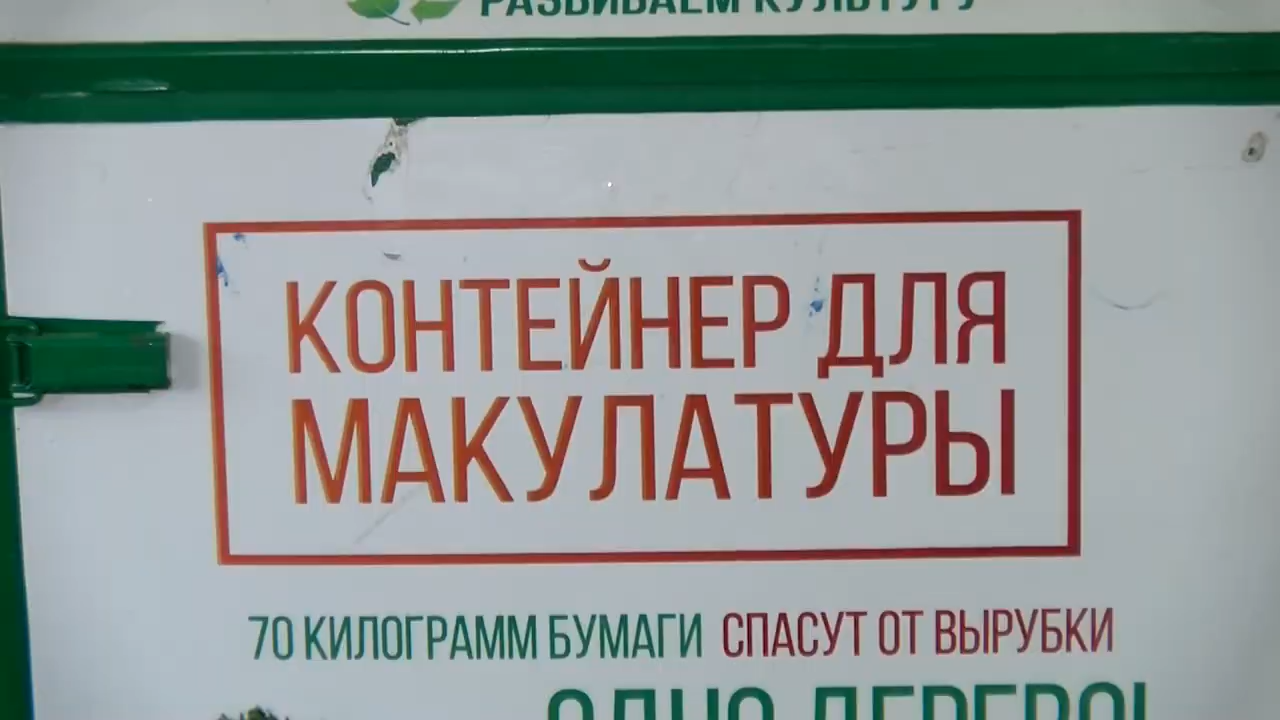 РАЗВИВАЕМ КУЛЬТУРУ
КОНТЕЙНЕР ДЛЯ
МАКУЛАТУРЫ
70 КИЛОГРАММ БУМАГИ СПАСУТ ОТ ВЫРУБКИ
ОДНО ДЕРЕВО!